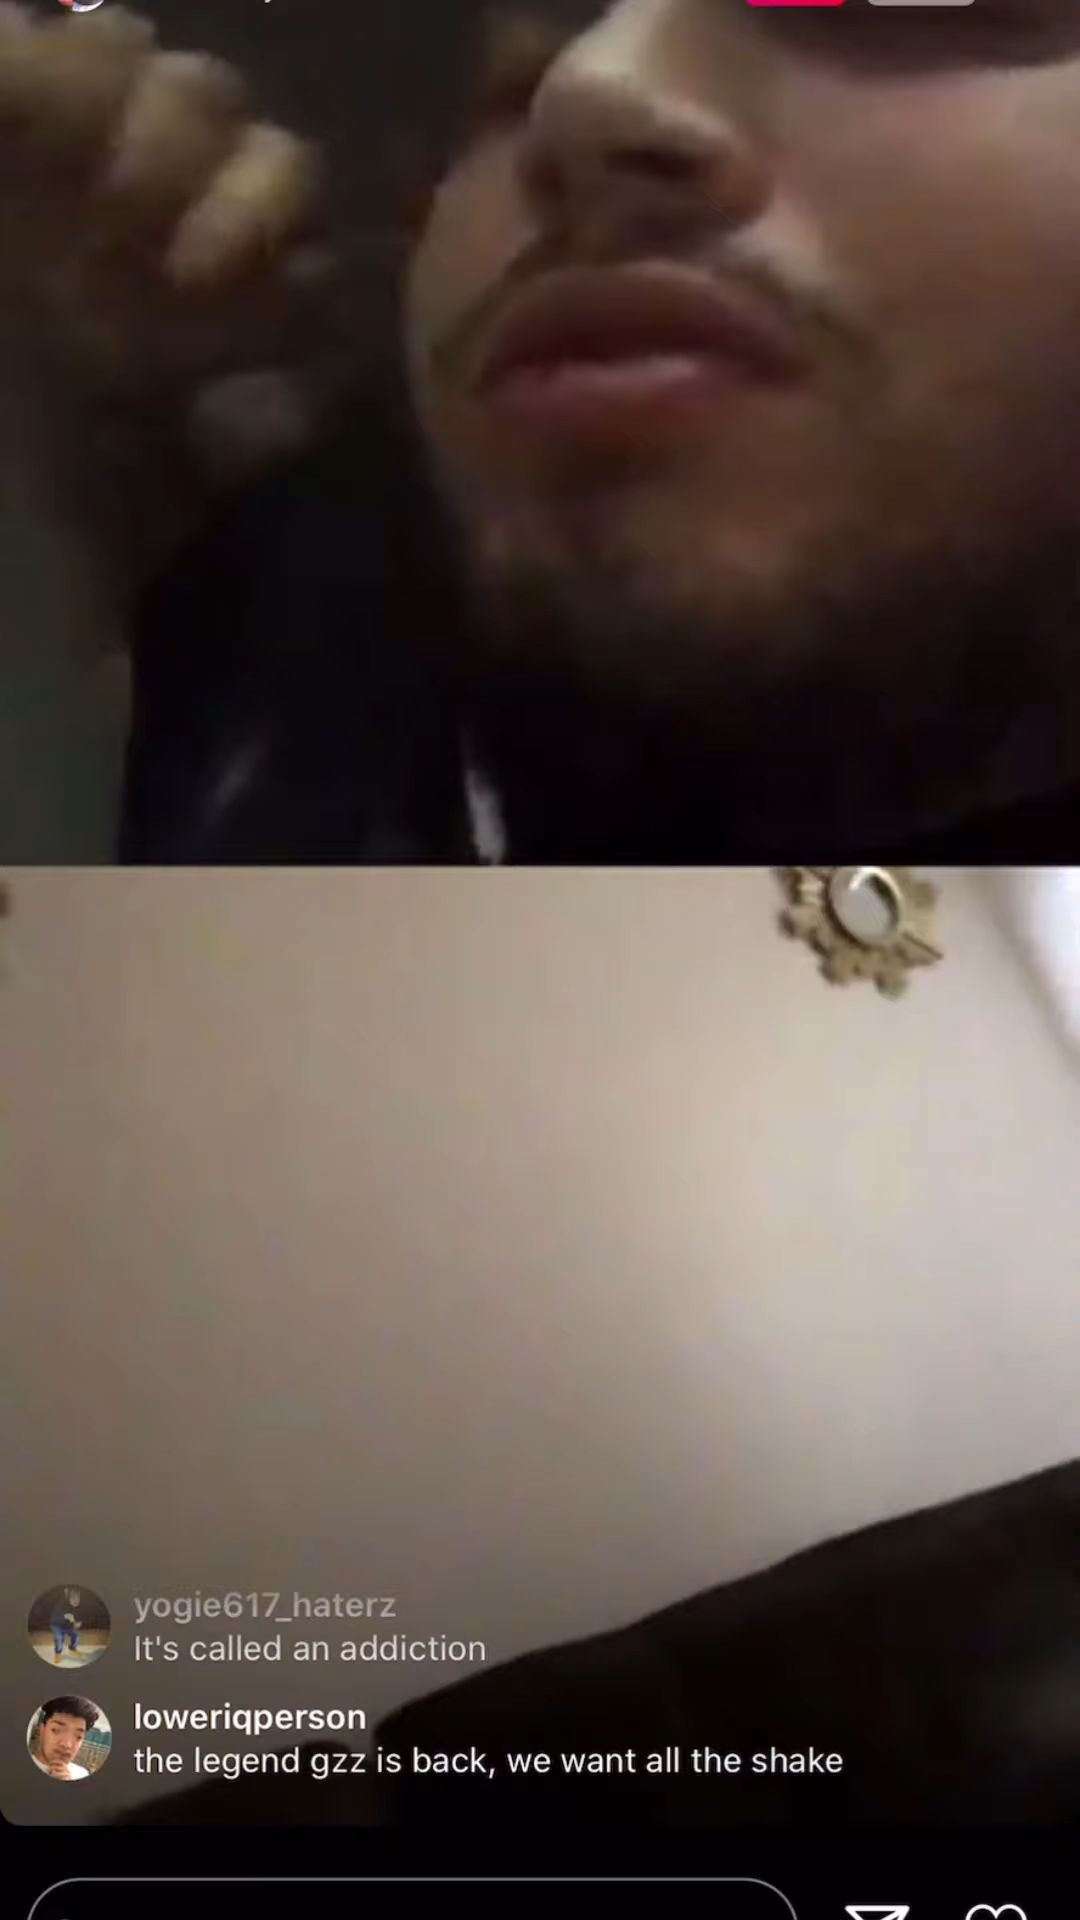 yogie617_haterz
It's called an addiction
loweriqperson
the legend gzz is back, we want all the shake